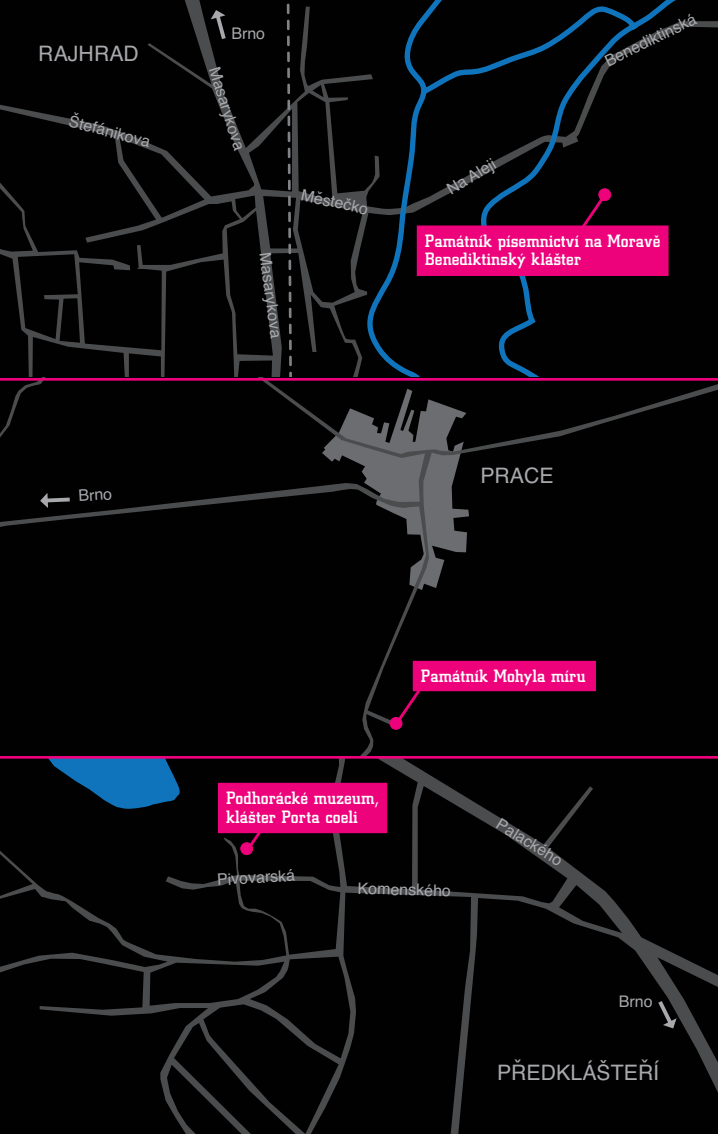 Brno
RAJHRAD
Benediktinská
Masarykova
Štefánikova
Na Aleji
Městečko
Památník písemnictví na Moravě
Benediktinský klášter
Masarykova
PRACE
Brno
Památník Mohyla míru
Podhorácké muzeum,
klášter Porta coeli
Palackého
Pivovarská
Komenského
Brno
PŘEDKLÁŠTEŘÍ